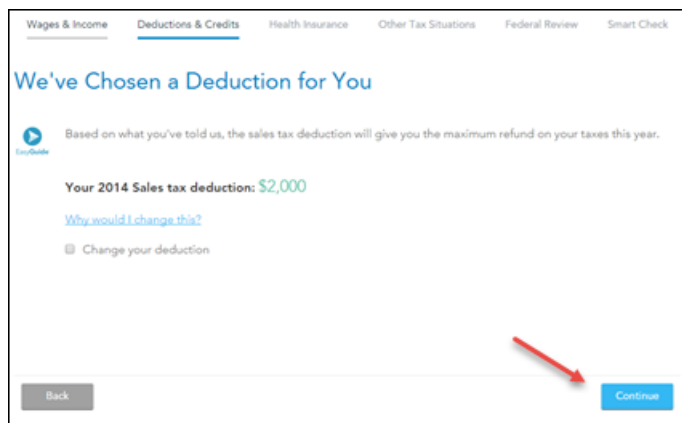 Wages & Income Deductions & Credits Health Insurance Other Tax Situations Federal Review Smart Check
We've Chosen a Deduction for You
Based on what you've told us, the sales tax deduction will give you the maximum refund on your taxes this year.
EasyGuide
Your 2014 Sales tax deduction: $2,000
Why would I change this?
Change your deduction
Back Continue